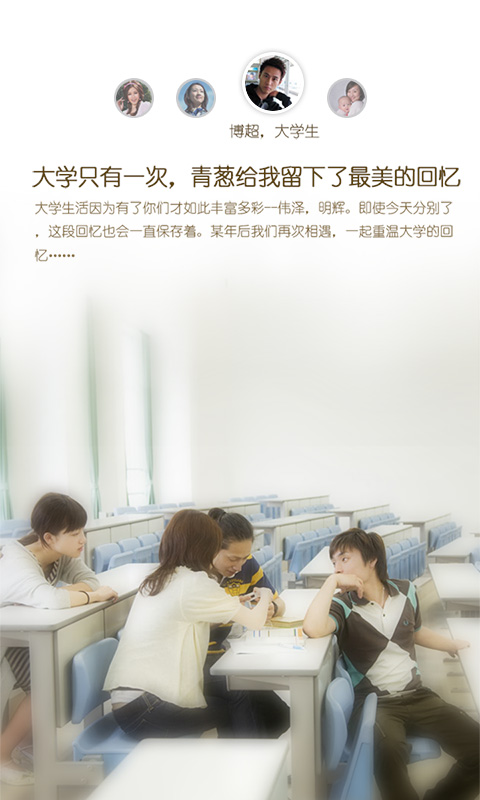 博超，大学生
大学只有一次，青葱给我留下了最美的回忆
大学生活因为有了你们才如此丰富多彩--伟泽，明辉。即使今天分别了
，这段回忆也会一直保存着。某年后我们再次相遇，一起重温大学的回
忆······